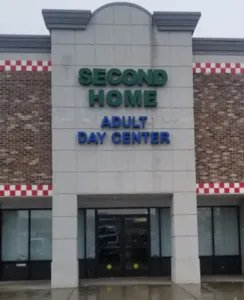 SECOND
HOME
ADULT
DAY CENTER